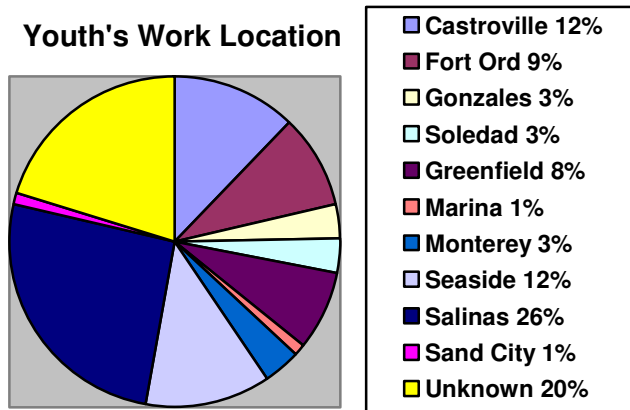 Youth's Work Location
Castroville 12%
Fort Ord 9%
Gonzales 3%
Soledad 3%
Greenfield 8%
Marina 1%
Monterey 3%
Seaside 12%
Salinas 26%
Sand City 1%
Unknown 20%